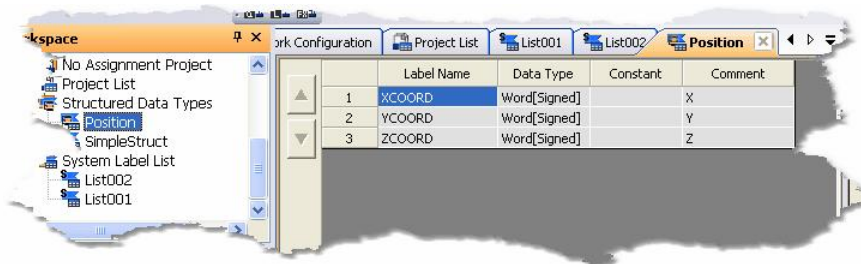 kspace
No Assignment Project
Project List
Structured Data Types
Position
SimpleStruct
System Label List
List002
List001
rk Configuration Project List List001 List002 Position
Label Name Data Type Constant Comment
1 XCOORD Word[Signed] X
2 YCOORD Word[Signed] Y
3 ZCOORD Word[Signed] Z